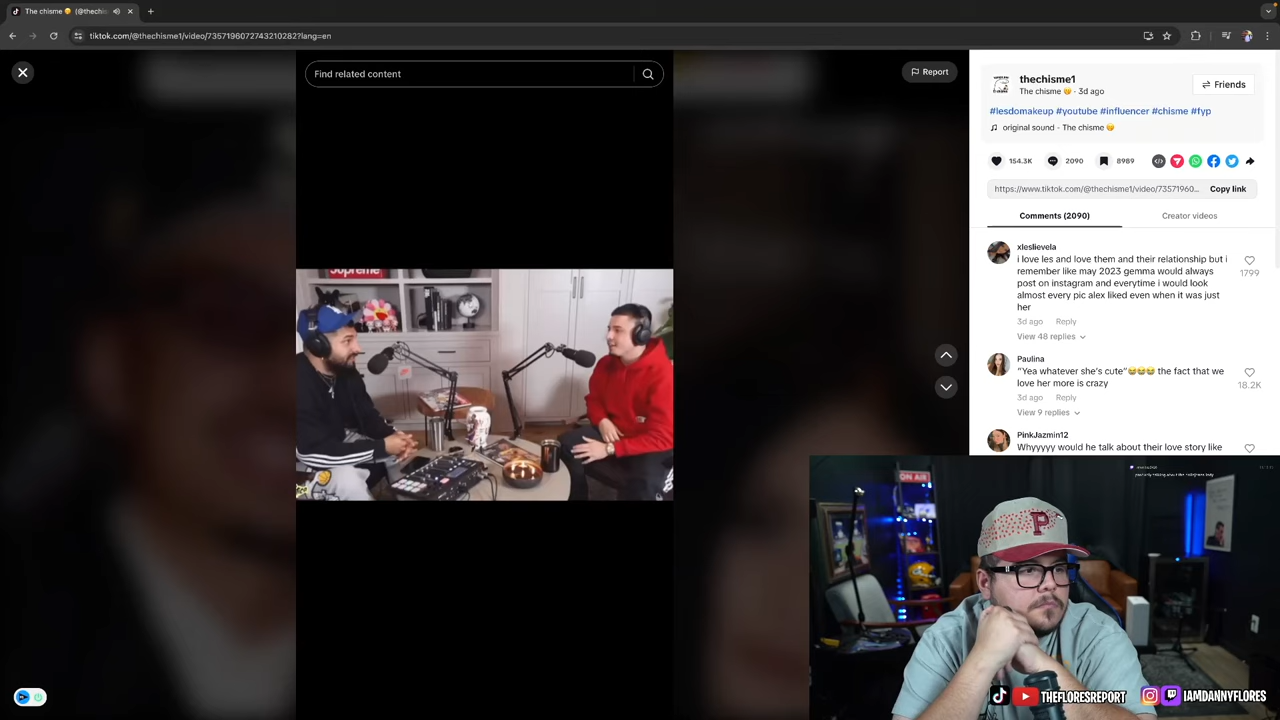 The chisme 🤭 (@thechis
tiktok.com/@thechisme1/video/7357196072743210282?lang=en
Find related content
Report
thechisme1
The chisme 🤭 · 3d ago
Friends
#lesdomakeup #youtube #influencer #chisme #fyp
original sound - The chisme 🤭
154.3K
2090
8989
https://www.tiktok.com/@thechisme1/video/73571960...
Copy link
Comments (2090)
Creator videos
xleslievela
i love les and love them and their relationship but i
remember like may 2023 gemma would always
post on instagram and everytime i would look
almost every pic alex liked even when it was just
her
1799
3d ago Reply
View 48 replies
Paulina
“Yea whatever she's cute”😂😂😂 the fact that we
love her more is crazy
18.2K
3d ago Reply
View 9 replies
PinkJazmin12
Whyyyyy would he talk about their love story like
Supreme
ON AIR
P
THEFLORESREPORT
IAMDANNYFLORES